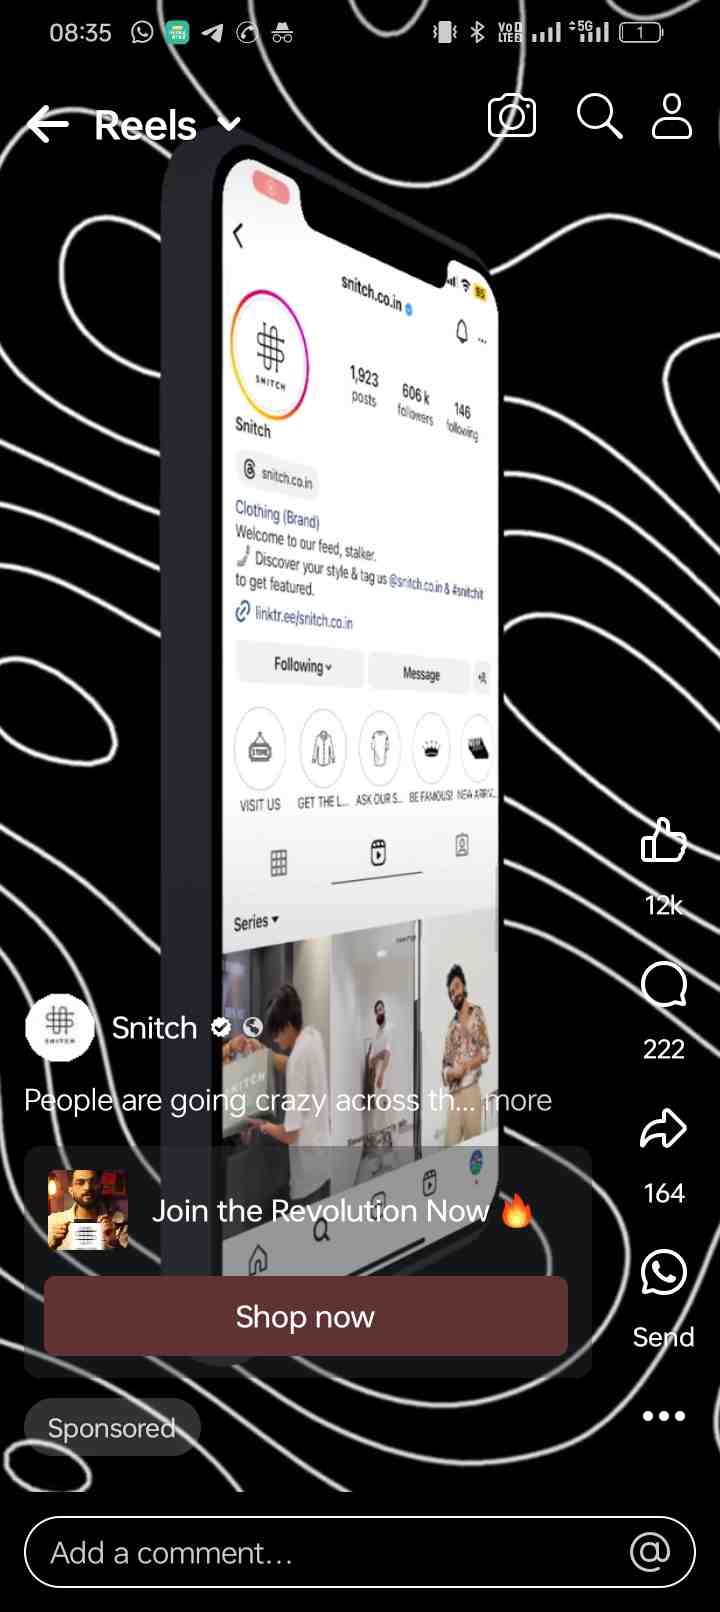 08:35
Vo
LTE
5G
1
Reels
snitch.co.in
85
SNITCH
1,923
posts
606 k
followers
146
following
Snitch
snitch.co.in
Clothing (Brand)
Welcome to our feed, stalker.
Discover your style & tag us @snitch.co.in & #snitchit
to get featured.
linktr.ee/snitch.co.in
Following
Message
STORE
VISIT US
GET THE L...
ASK OUR S...
BE FAMOUS!
NEW ARRIV...
Series
12k
SNITCH
Snitch
222
SNITCH
People are going crazy across th... more
164
Join the Revolution Now
Shop now
Send
Sponsored
Add a comment...
@